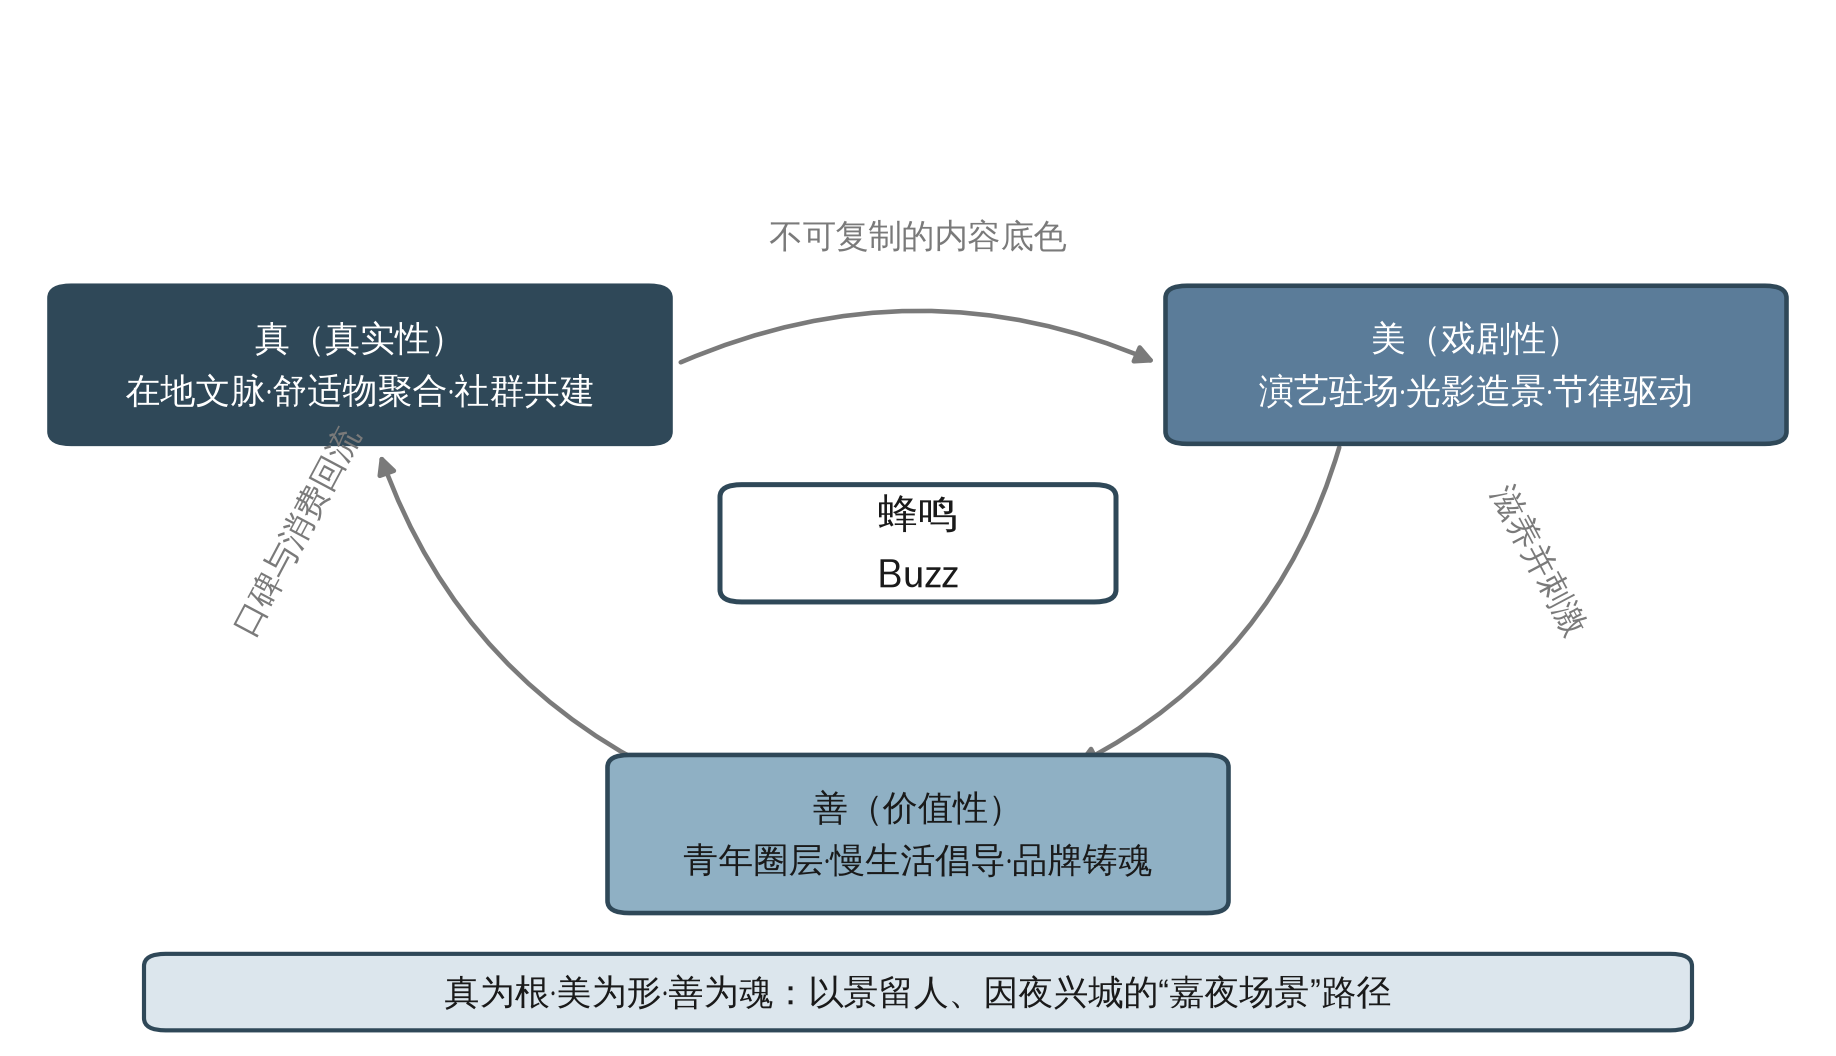 不可复制的内容底色
真（真实性）
在地文脉·舒适物聚合·社群共建
美（戏剧性）
演艺驻场·光影造景·节律驱动
口碑与消费回流
蜂鸣
Buzz
滋养并刺激
善（价值性）
青年圈层·慢生活倡导·品牌铸魂
真为根·美为形·善为魂：以景留人、因夜兴城的“嘉夜场景”路径